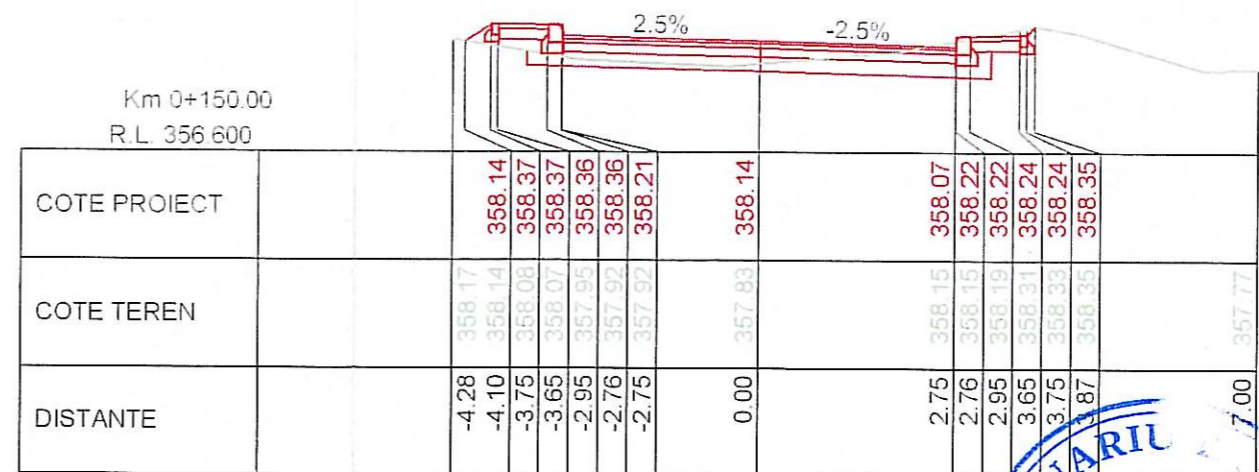 2.5% -2.5%
Km 0+150.00
R.L. 356.600
COTE PROIECT 358.14 358.37 358.37 358.36 358.36 358.21 358.14 358.07 358.22 358.22 358.24 358.24 358.35
COTE TEREN 358.17 358.14 358.08 358.07 357.95 357.92 357.92 357.83 358.15 358.15 358.19 358.31 358.33 358.35 357.77
DISTANTE -4.28 -4.10 -3.75 -3.65 -2.95 -2.76 -2.75 0.00 2.75 2.76 2.95 3.65 3.75 3.87 7.00